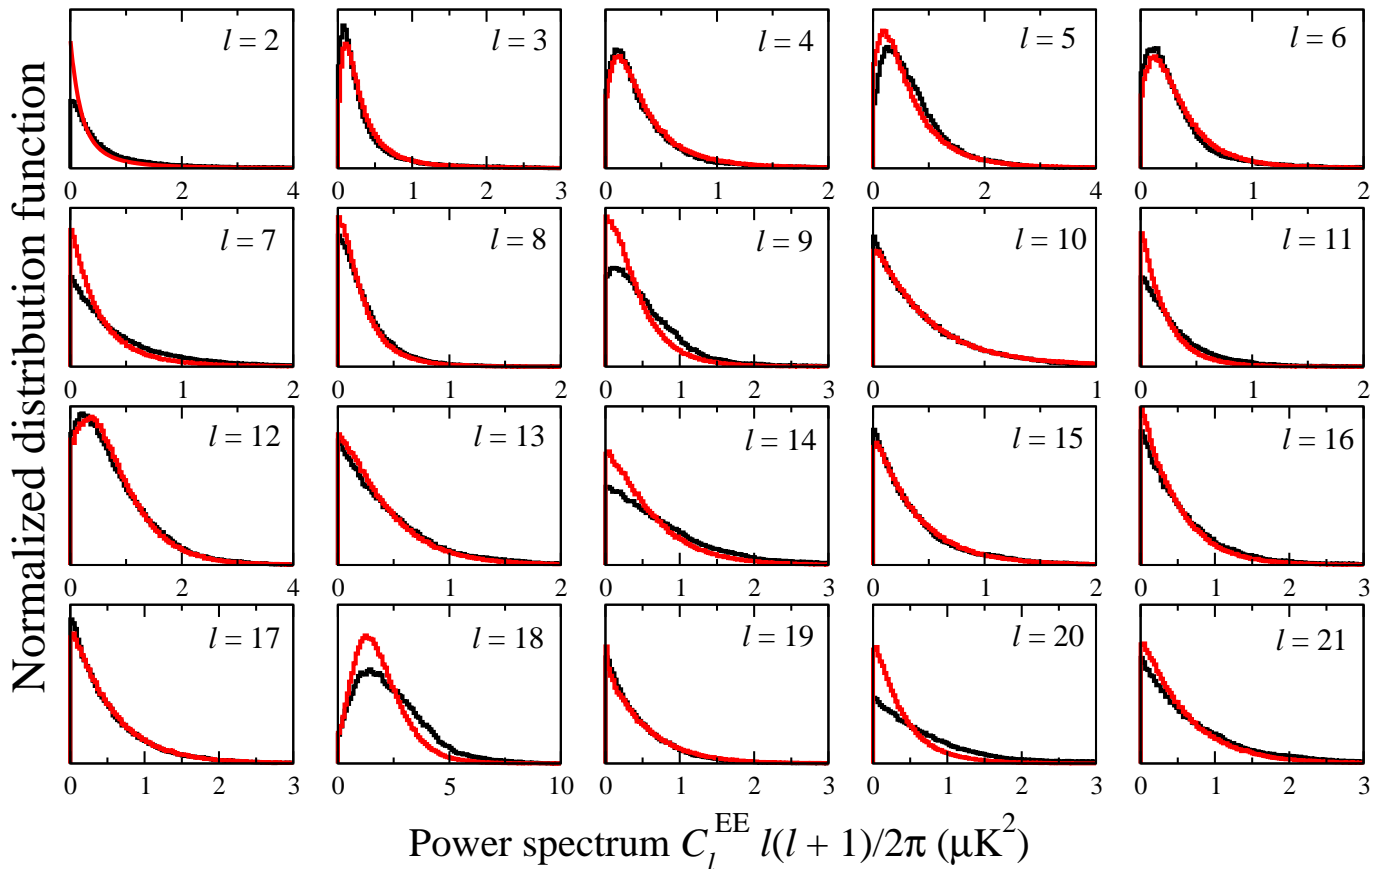 Normalized distribution function
l = 2 l = 3 l = 4 l = 5 l = 6
0 2 4 0 1 2 3 0 1 2 0 2 4 0 1 2
l = 7 l = 8 l = 9 l = 10 l = 11
0 1 2 0 1 2 0 1 2 3 0 1 0 1 2 3
l = 12 l = 13 l = 14 l = 15 l = 16
0 2 4 0 1 2 0 1 2 3 0 1 2 0 1 2 3
l = 17 l = 18 l = 19 l = 20 l = 21
0 1 2 3 0 5 10 0 1 2 3 0 1 2 3 0 1 2 3
Power spectrum C_l^EE l(l + 1)/2π (μK²)